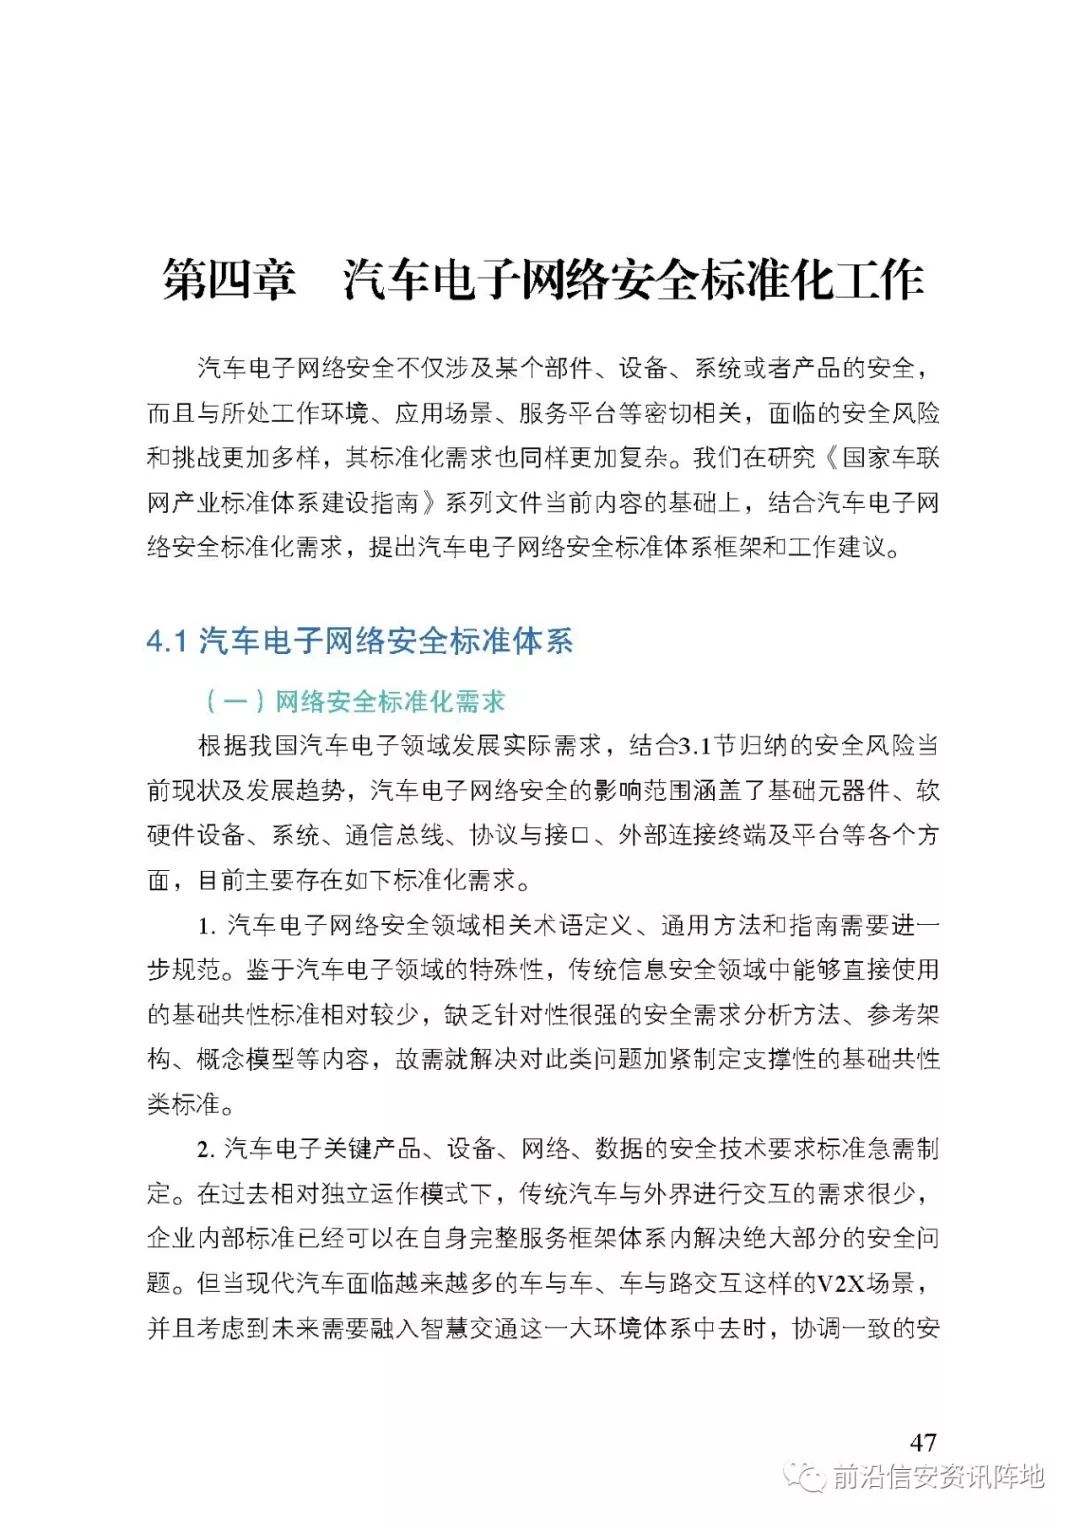 第四章 汽车电子网络安全标准化工作
汽车电子网络安全不仅涉及某个部件、设备、系统或者产品的安全，
而且与所处工作环境、应用场景、服务平台等密切相关，面临的安全风险
和挑战更加多样，其标准化需求也同样更加复杂。我们在研究《国家车联
网产业标准体系建设指南》系列文件当前内容的基础上，结合汽车电子网
络安全标准化需求，提出汽车电子网络安全标准体系框架和工作建议。
4.1 汽车电子网络安全标准体系
（一）网络安全标准化需求
根据我国汽车电子领域发展实际需求，结合3.1节归纳的安全风险当
前现状及发展趋势，汽车电子网络安全的影响范围涵盖了基础元器件、软
硬件设备、系统、通信总线、协议与接口、外部连接终端及平台等各个方
面，目前主要存在如下标准化需求。
1. 汽车电子网络安全领域相关术语定义、通用方法和指南需要进一
步规范。鉴于汽车电子领域的特殊性，传统信息安全领域中能够直接使用
的基础共性标准相对较少，缺乏针对性很强的安全需求分析方法、参考架
构、概念模型等内容，故需就解决对此类问题加紧制定支撑性的基础共性
类标准。
2. 汽车电子关键产品、设备、网络、数据的安全技术要求标准急需制
定。在过去相对独立运作模式下，传统汽车与外界进行交互的需求很少，
企业内部标准已经可以在自身完整服务框架体系内解决绝大部分的安全问
题。但当现代汽车面临越来越多的车与车、车与路交互这样的V2X场景，
并且考虑到未来需要融入智慧交通这一大环境体系中去时，协调一致的安
47
前沿信安资讯阵地